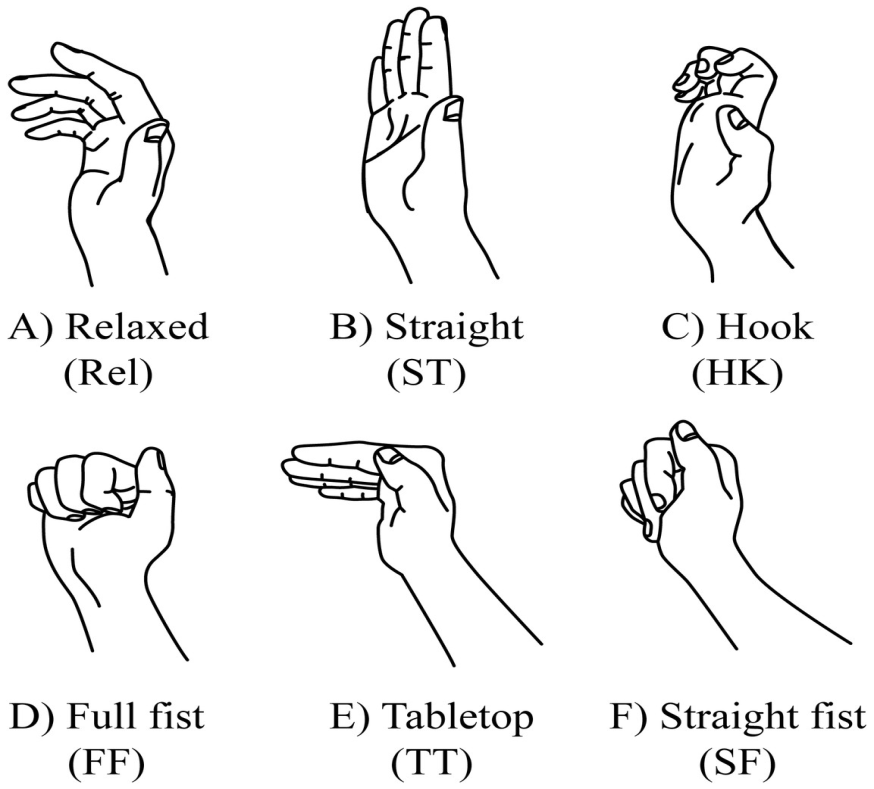 A) Relaxed
(Rel)
B) Straight
(ST)
C) Hook
(HK)
D) Full fist
(FF)
E) Tabletop
(TT)
F) Straight fist
(SF)